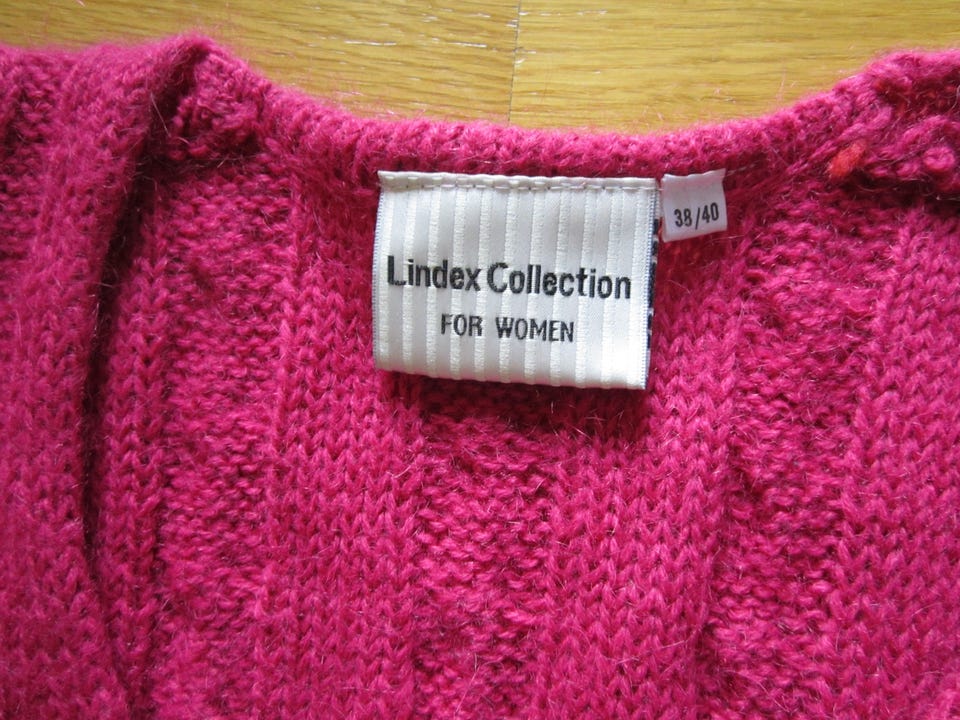 Lindex Collection
FOR WOMEN
38/40